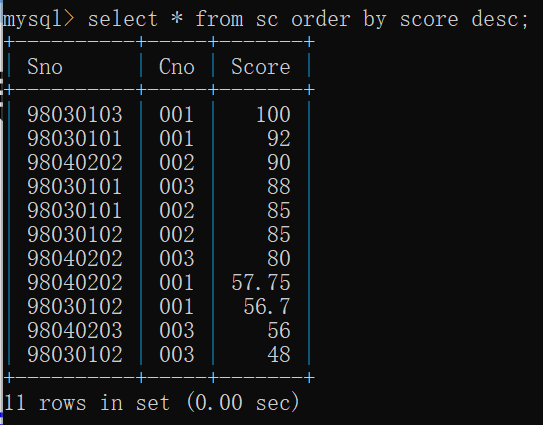 mysql> select * from sc order by score desc;
+----------+-----+-------+
| Sno      | Cno | Score |
+----------+-----+-------+
| 98030103 | 001 |   100 |
| 98030101 | 001 |    92 |
| 98040202 | 002 |    90 |
| 98030101 | 003 |    88 |
| 98030101 | 002 |    85 |
| 98030102 | 002 |    85 |
| 98040202 | 003 |    80 |
| 98040202 | 001 | 57.75 |
| 98030102 | 001 |  56.7 |
| 98040203 | 003 |    56 |
| 98030102 | 003 |    48 |
+----------+-----+-------+
11 rows in set (0.00 sec)